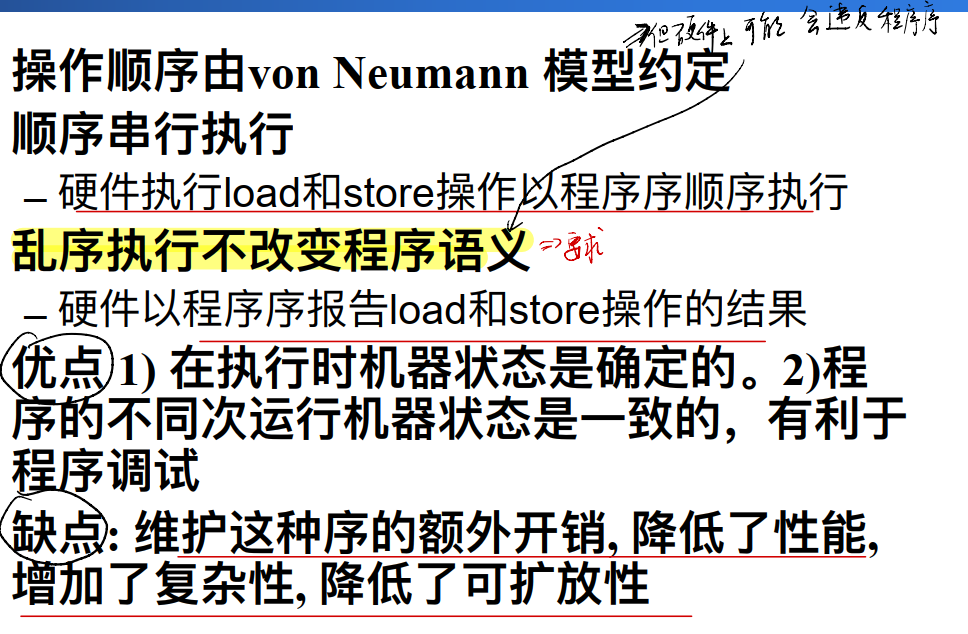 ⇒但硬件上可能 会违反程序序
操作顺序由von Neumann 模型约定
顺序串行执行
– 硬件执行load和store操作以程序序顺序执行
乱序执行不改变程序语义 ⇒要求
– 硬件以程序序报告load和store操作的结果
优点 1) 在执行时机器状态是确定的。2)程
序的不同次运行机器状态是一致的，有利于
程序调试
缺点: 维护这种序的额外开销, 降低了性能,
增加了复杂性, 降低了可扩放性